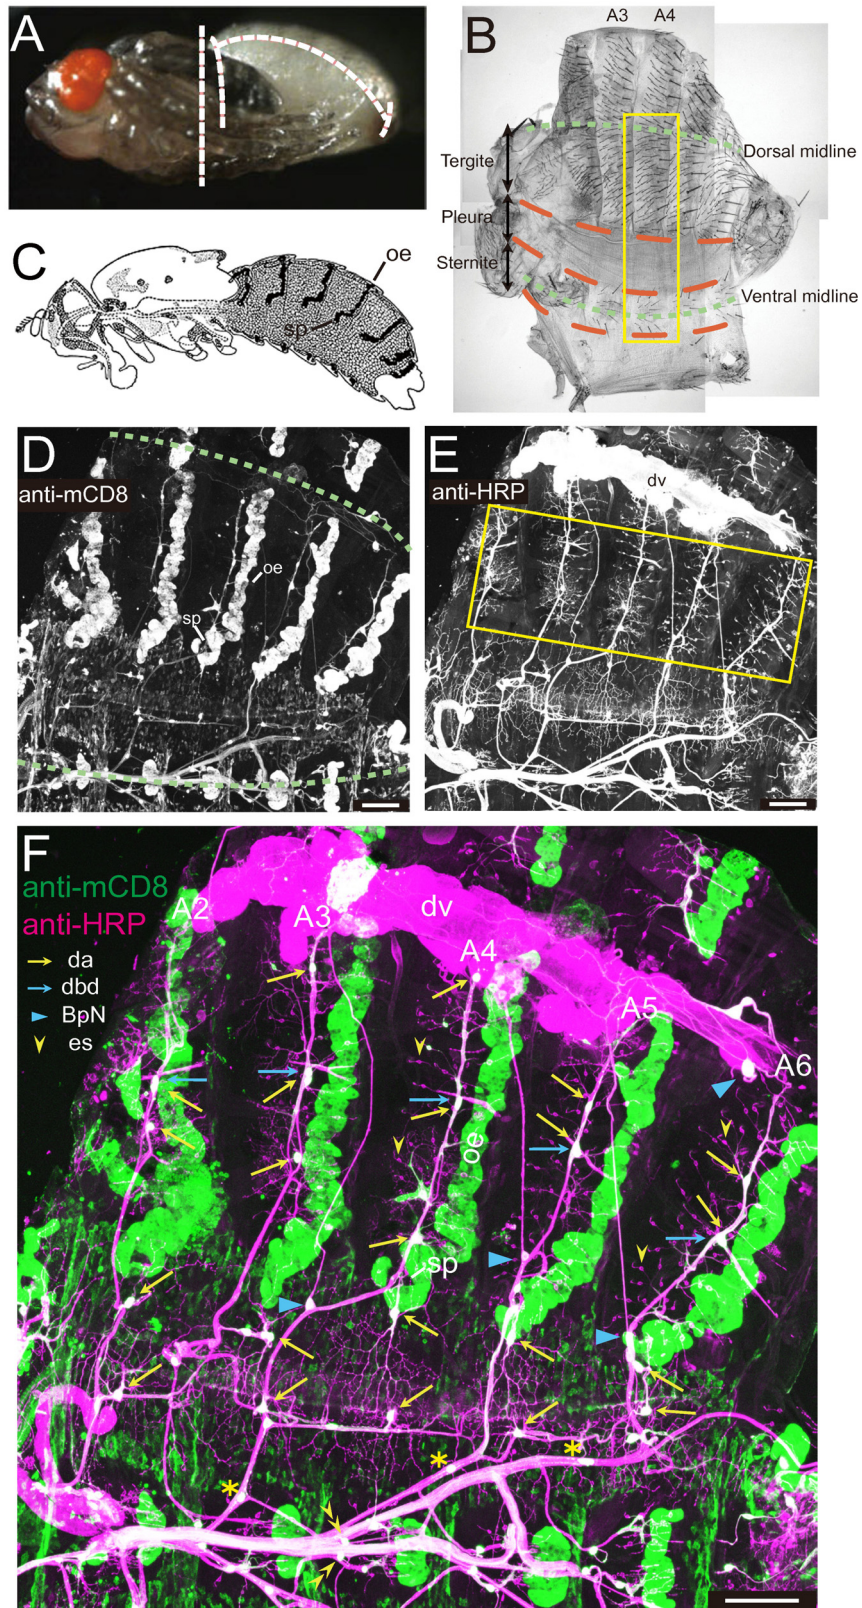 A
B
A3 A4
Tergite
Pleura
Sternite
Dorsal midline
Ventral midline
C
oe
sp
D
anti-mCD8
oe
sp
E
anti-HRP
dv
F
anti-mCD8
anti-HRP
da
dbd
BpN
es
A2
A3
dv
A4
A5
A6
oe
sp